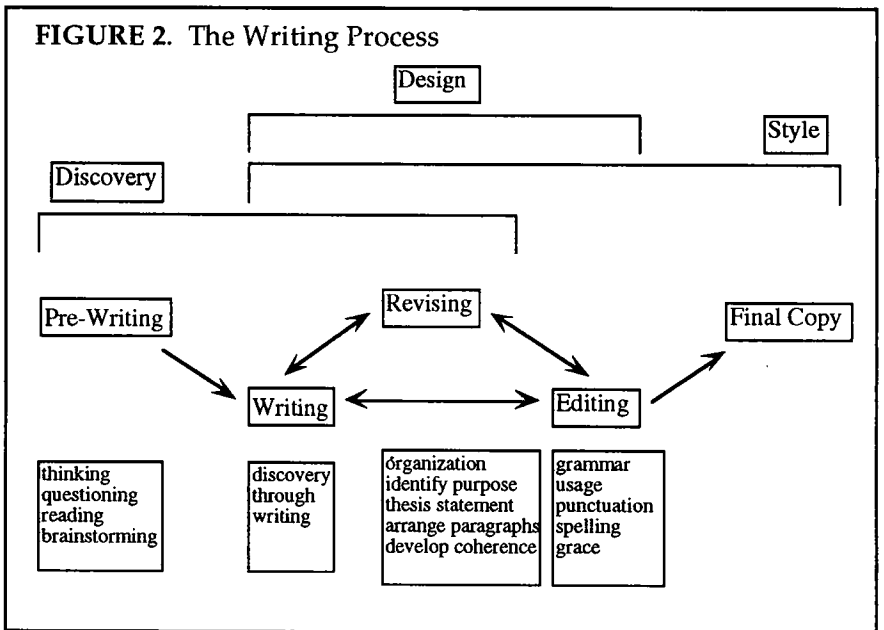 FIGURE 2. The Writing Process
Design
Style
Discovery
Pre-Writing
Revising
Final Copy
Writing
Editing
thinking
questioning
reading
brainstorming
discovery
through
writing
organization
identify purpose
thesis statement
arrange paragraphs
develop coherence
grammar
usage
punctuation
spelling
grace